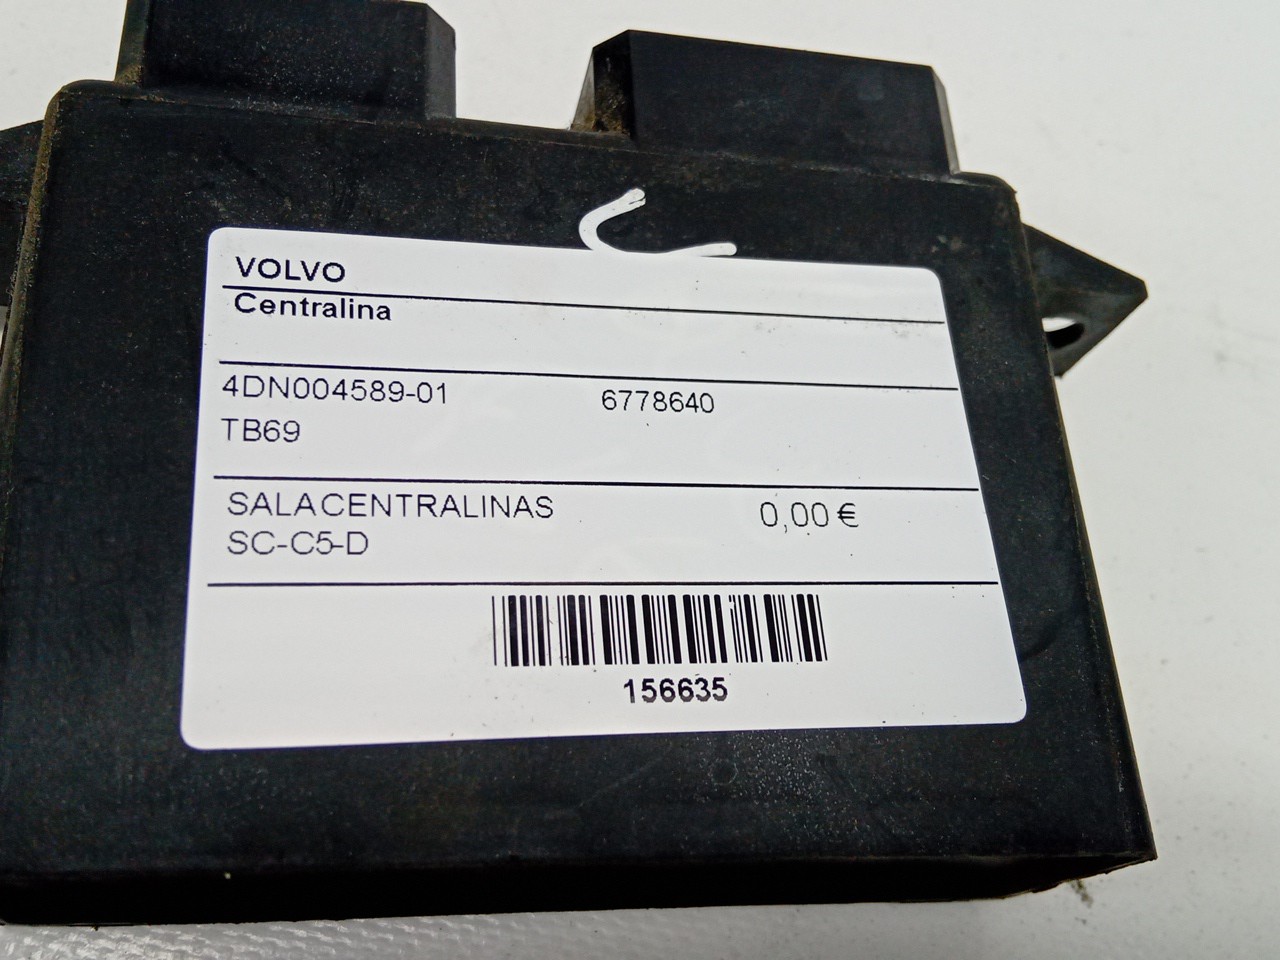 VOLVO
Centralina
4DN004589-01 6778640
TB69
SALACENTRALINAS 0,00 €
SC-C5-D
156635